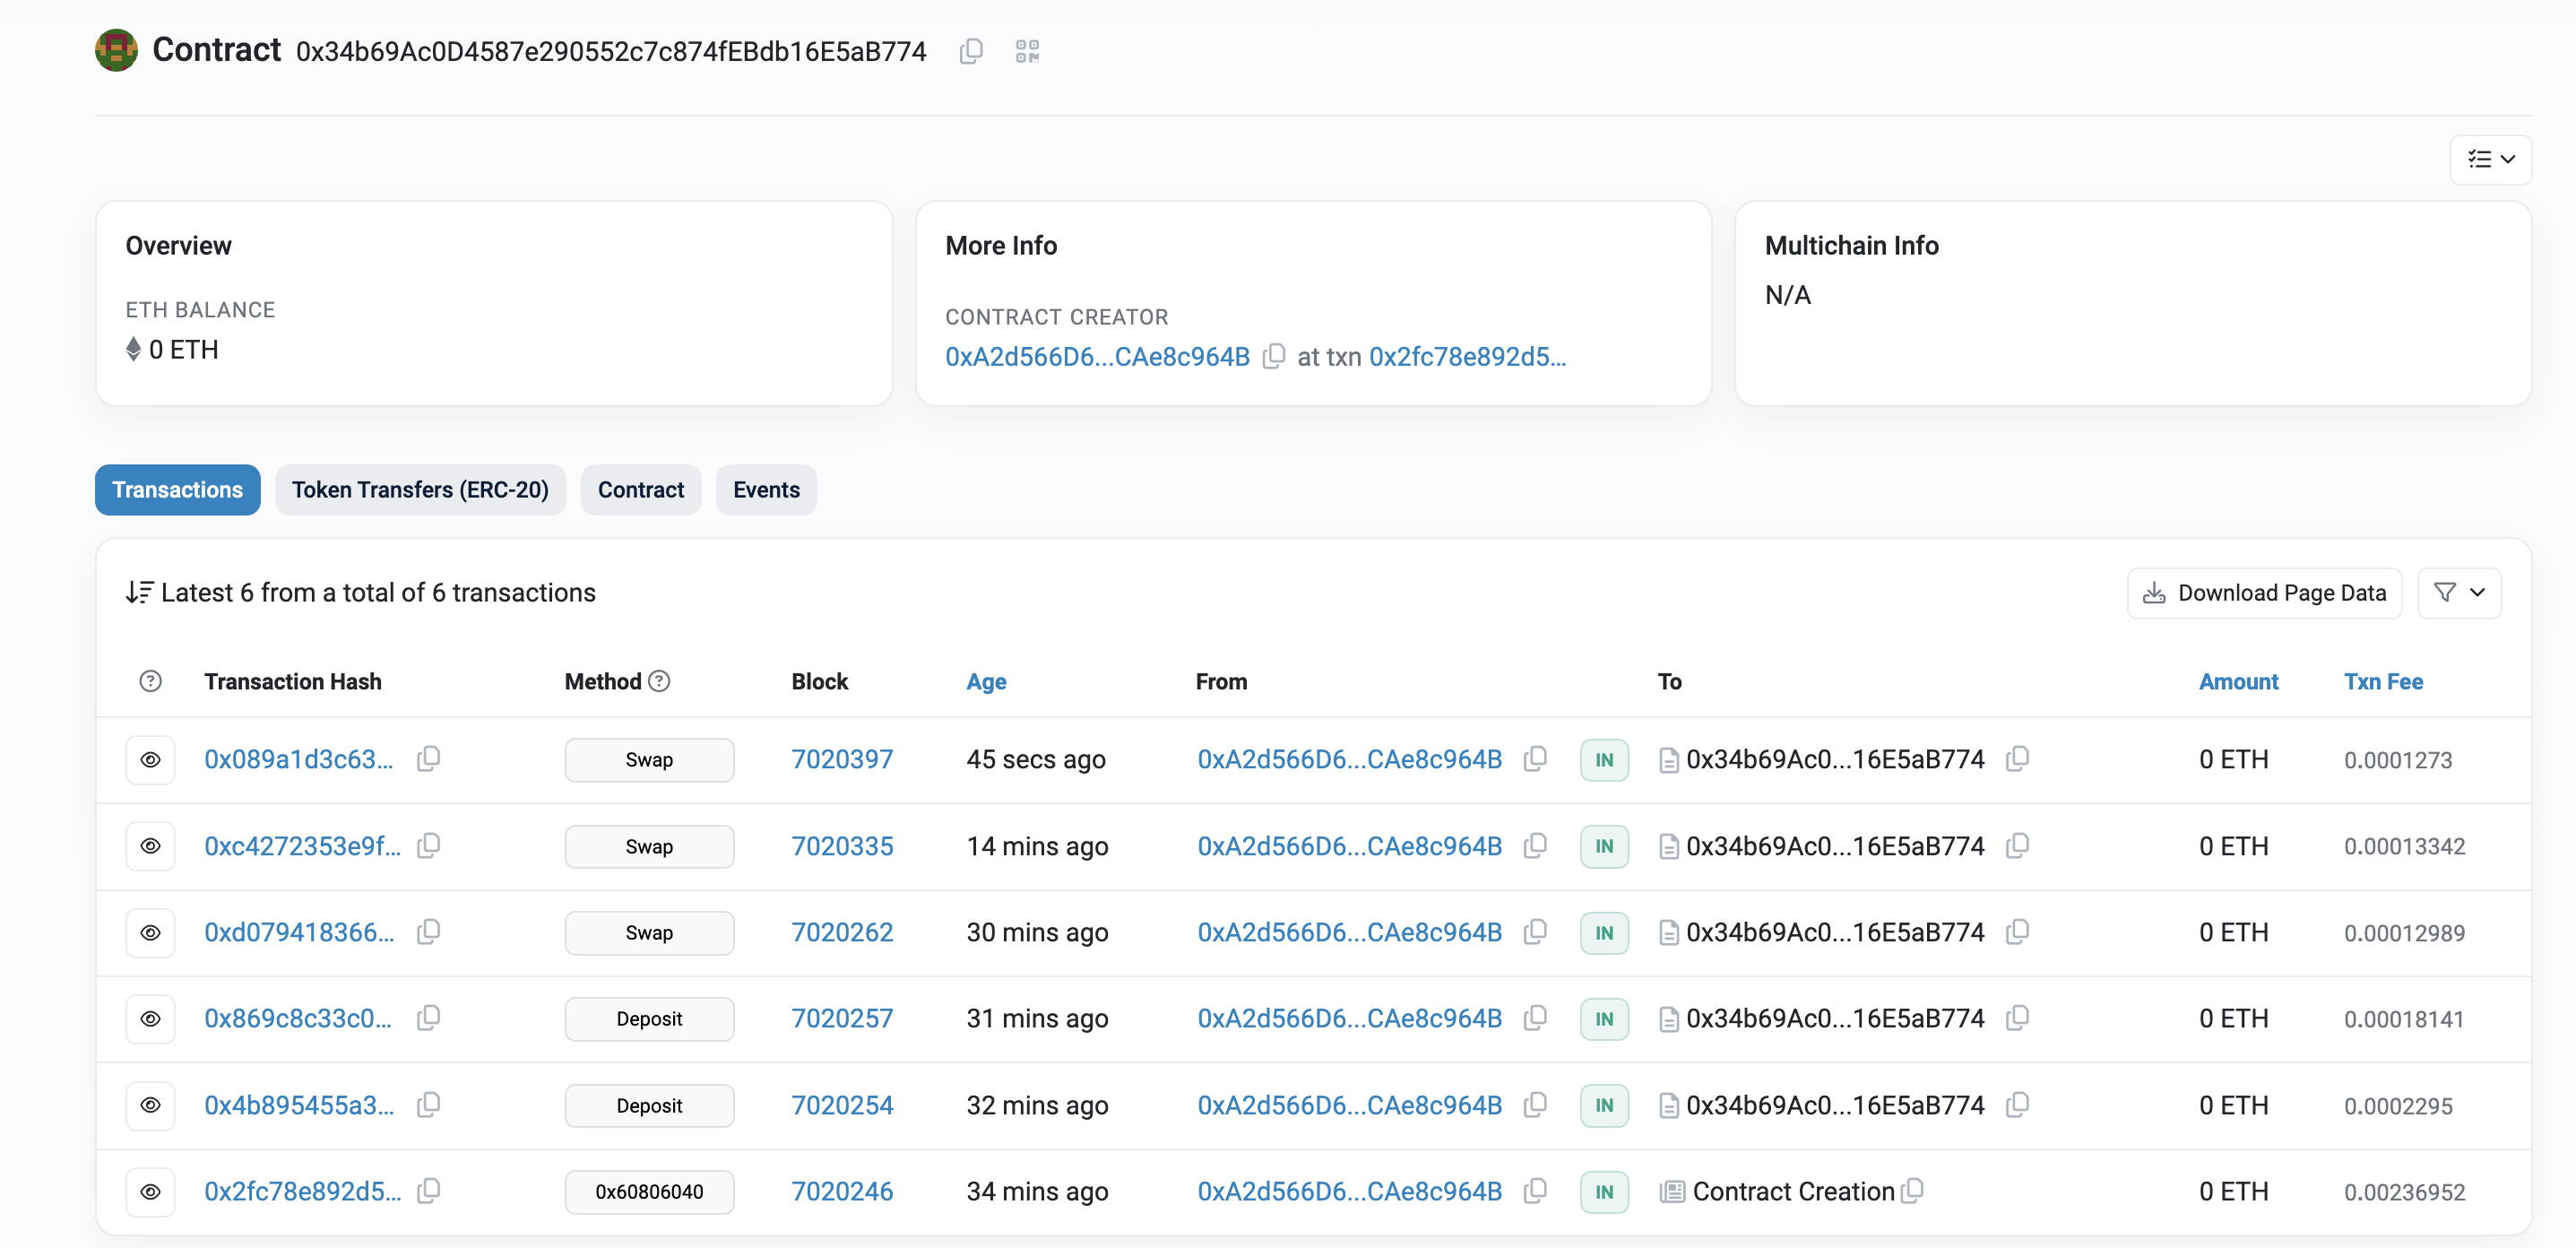 Contract 0x34b69Ac0D4587e290552c7c874fEBdb16E5aB774
Overview
ETH BALANCE
0 ETH
More Info
CONTRACT CREATOR
0xA2d566D6...CAe8c964B at txn 0x2fc78e892d5...
Multichain Info
N/A
Transactions Token Transfers (ERC-20) Contract Events
Latest 6 from a total of 6 transactions Download Page Data
Transaction Hash Method Block Age From To Amount Txn Fee
0x089a1d3c63... Swap 7020397 45 secs ago 0xA2d566D6...CAe8c964B IN 0x34b69Ac0...16E5aB774 0 ETH 0.0001273
0xc4272353e9f... Swap 7020335 14 mins ago 0xA2d566D6...CAe8c964B IN 0x34b69Ac0...16E5aB774 0 ETH 0.00013342
0xd079418366... Swap 7020262 30 mins ago 0xA2d566D6...CAe8c964B IN 0x34b69Ac0...16E5aB774 0 ETH 0.00012989
0x869c8c33c0... Deposit 7020257 31 mins ago 0xA2d566D6...CAe8c964B IN 0x34b69Ac0...16E5aB774 0 ETH 0.00018141
0x4b895455a3... Deposit 7020254 32 mins ago 0xA2d566D6...CAe8c964B IN 0x34b69Ac0...16E5aB774 0 ETH 0.0002295
0x2fc78e892d5... 0x60806040 7020246 34 mins ago 0xA2d566D6...CAe8c964B IN Contract Creation 0 ETH 0.00236952